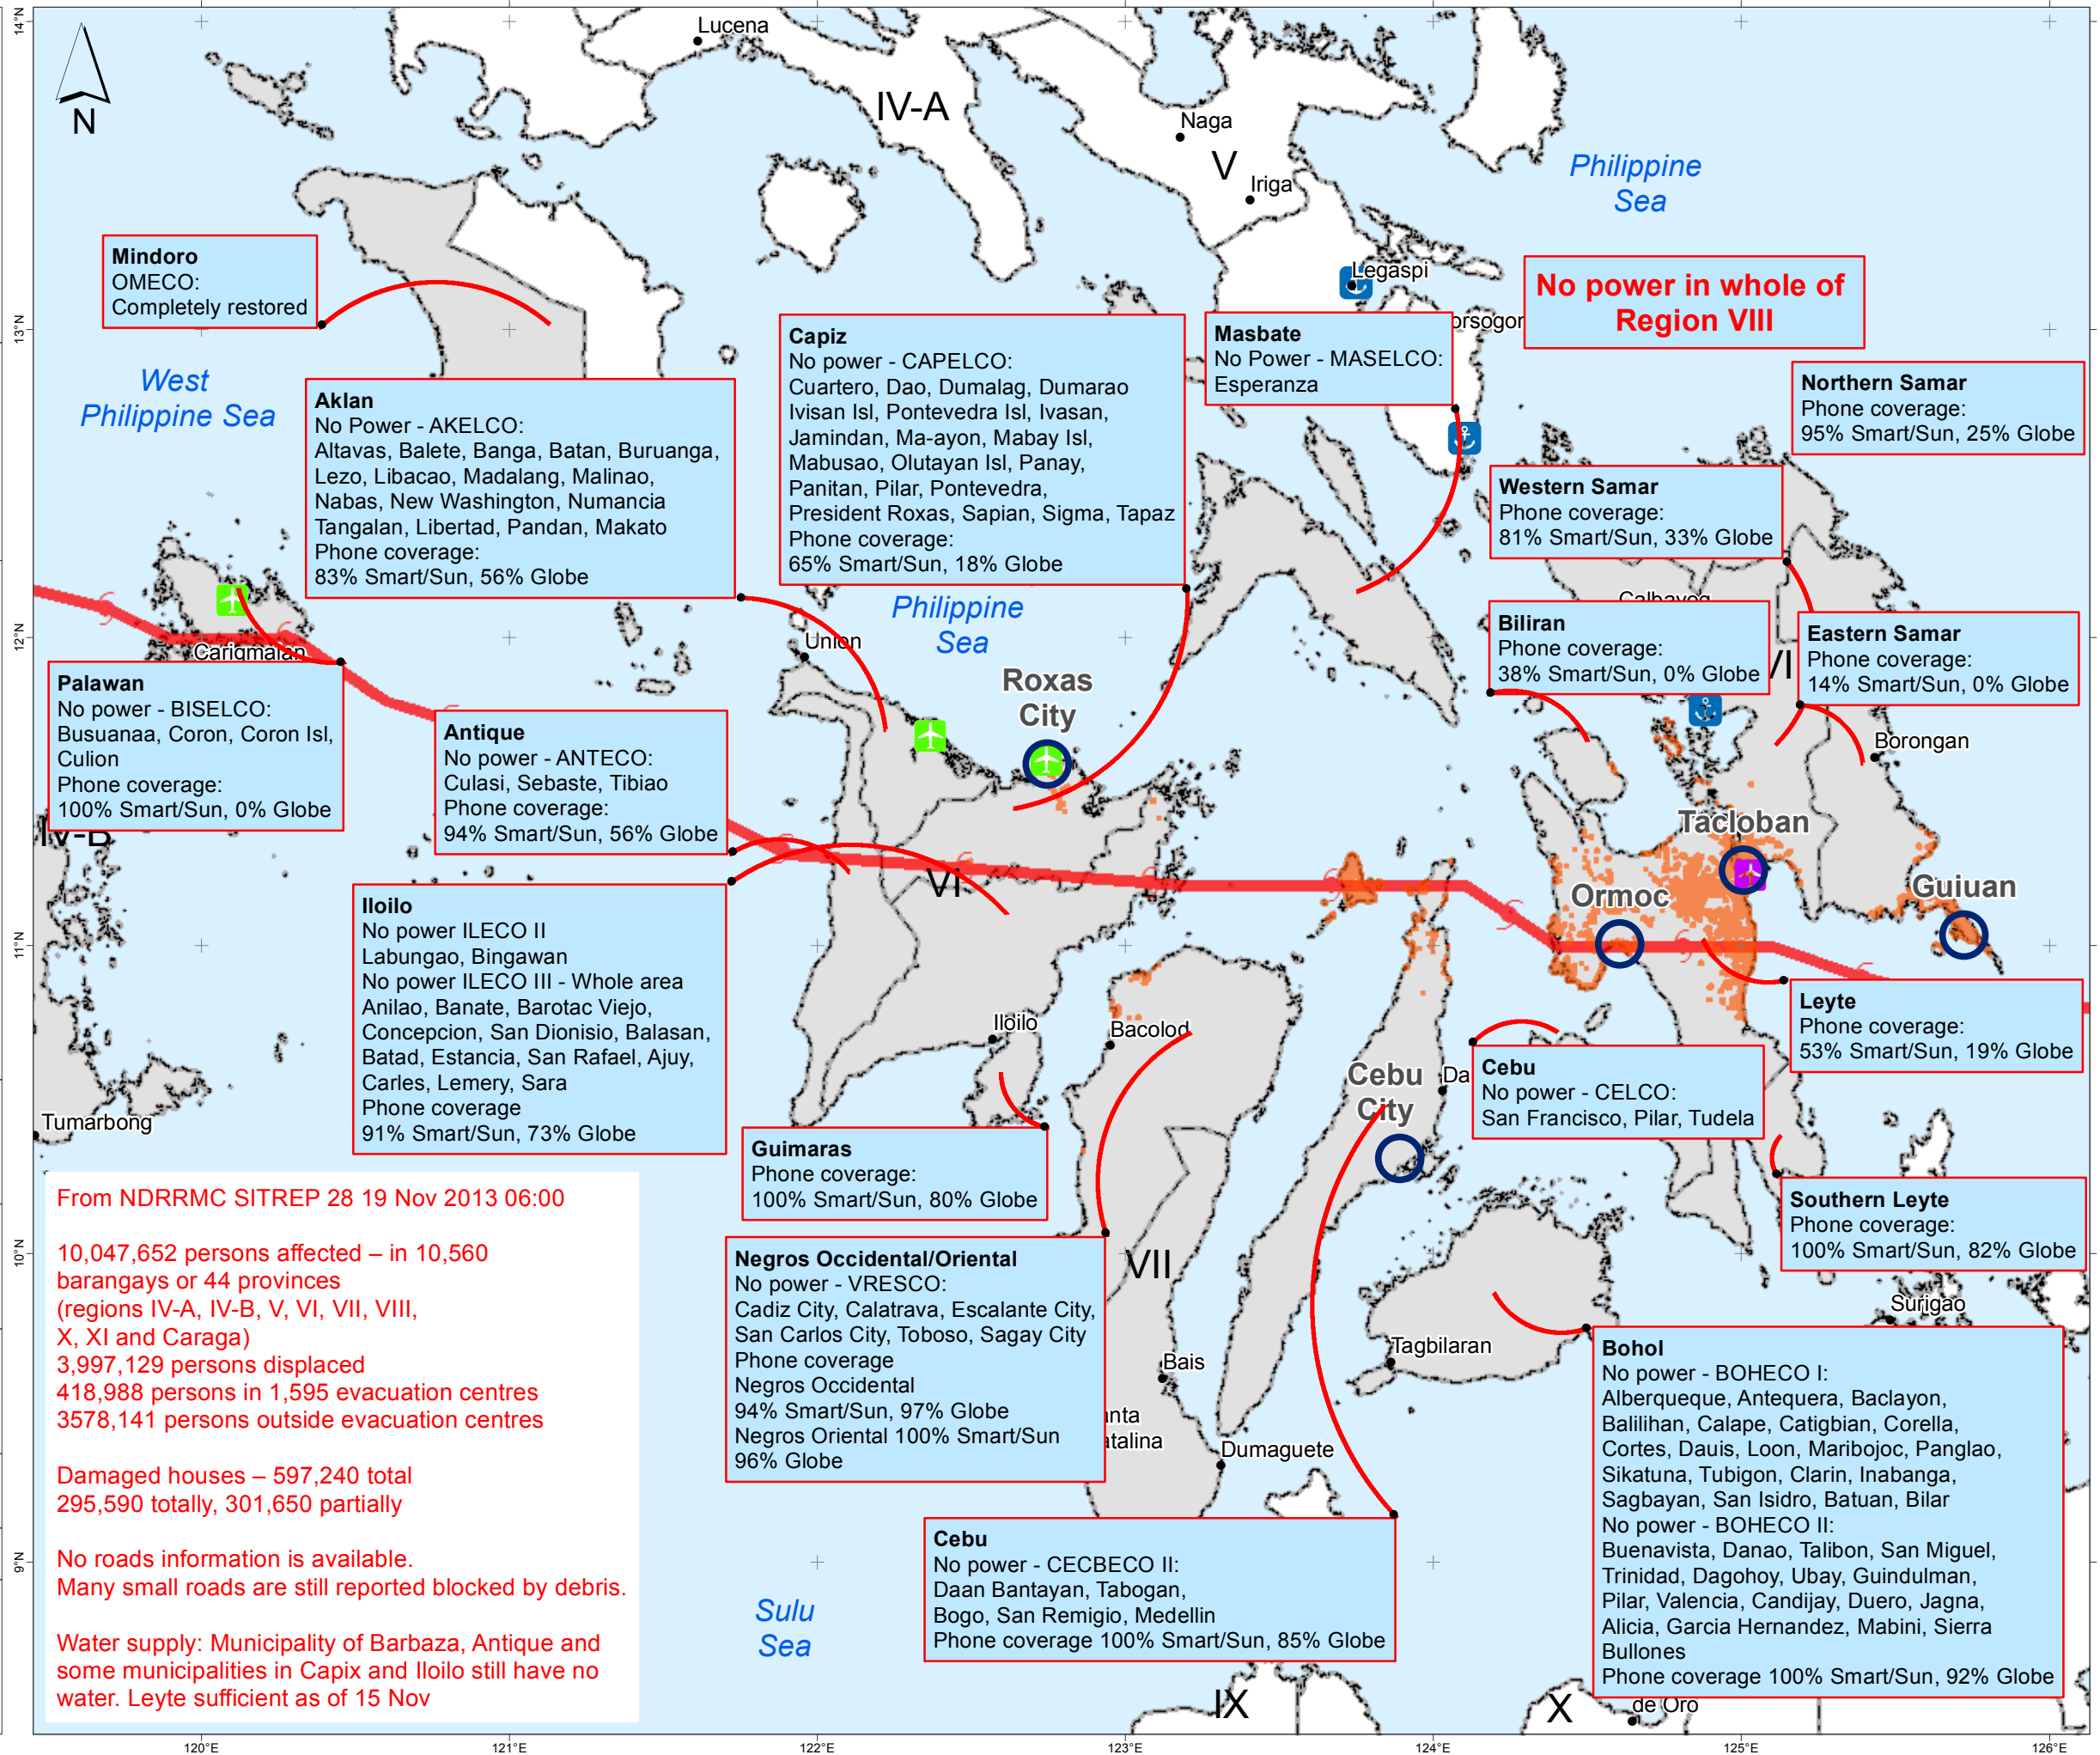 14°N
13°N
12°N
11°N
10°N
9°N
N
Lucena
IV-A
Naga
V
Iriga
Philippine
Sea
Legaspi
No power in whole of
Region VIII
Mindoro
OMECO:
Completely restored
West
Philippine Sea
Aklan
No Power - AKELCO:
Altavas, Balete, Banga, Batan, Buruanga,
Lezo, Libacao, Madalang, Malinao,
Nabas, New Washington, Numancia
Tangalan, Libertad, Pandan, Makato
Phone coverage:
83% Smart/Sun, 56% Globe
Capiz
No power - CAPELCO:
Cuartero, Dao, Dumalag, Dumarao
Ivisan Isl, Pontevedra Isl, Ivasan,
Jamindan, Ma-ayon, Mabay Isl,
Mabusao, Olutayan Isl, Panay,
Panitan, Pilar, Pontevedra,
President Roxas, Sapian, Sigma, Tapaz
Phone coverage:
65% Smart/Sun, 18% Globe
Masbate
No Power - MASELCO:
Esperanza
orsogor
Northern Samar
Phone coverage:
95% Smart/Sun, 25% Globe
Western Samar
Phone coverage:
81% Smart/Sun, 33% Globe
Calbayog
Biliran
Phone coverage:
38% Smart/Sun, 0% Globe
VI
Eastern Samar
Phone coverage:
14% Smart/Sun, 0% Globe
Borongan
Philippine
Sea
Union
Roxas
City
Carigmalan
Palawan
No power - BISELCO:
Busuanaa, Coron, Coron Isl,
Culion
Phone coverage:
100% Smart/Sun, 0% Globe
IV-B
Antique
No power - ANTECO:
Culasi, Sebaste, Tibiao
Phone coverage:
94% Smart/Sun, 56% Globe
VI
Tacloban
Ormoc
Guiuan
Iloilo
No power ILECO II
Labungao, Bingawan
No power ILECO III - Whole area
Anilao, Banate, Barotac Viejo,
Concepcion, San Dionisio, Balasan,
Batad, Estancia, San Rafael, Ajuy,
Carles, Lemery, Sara
Phone coverage
91% Smart/Sun, 73% Globe
Iloilo
Bacolod
Leyte
Phone coverage:
53% Smart/Sun, 19% Globe
Cebu
City
Da
Cebu
No power - CELCO:
San Francisco, Pilar, Tudela
Tumarbong
Guimaras
Phone coverage:
100% Smart/Sun, 80% Globe
Southern Leyte
Phone coverage:
100% Smart/Sun, 82% Globe
From NDRRMC SITREP 28 19 Nov 2013 06:00
10,047,652 persons affected – in 10,560
barangays or 44 provinces
(regions IV-A, IV-B, V, VI, VII, VIII,
X, XI and Caraga)
3,997,129 persons displaced
418,988 persons in 1,595 evacuation centres
3578,141 persons outside evacuation centres
Damaged houses – 597,240 total
295,590 totally, 301,650 partially
No roads information is available.
Many small roads are still reported blocked by debris.
Water supply: Municipality of Barbaza, Antique and
some municipalities in Capix and Iloilo still have no
water. Leyte sufficient as of 15 Nov
Negros Occidental/Oriental
No power - VRESCO:
Cadiz City, Calatrava, Escalante City,
San Carlos City, Toboso, Sagay City
Phone coverage
Negros Occidental
94% Smart/Sun, 97% Globe
Negros Oriental 100% Smart/Sun
96% Globe
VII
Bais
anta
atalina
Dumaguete
Tagbilaran
Surigao
Bohol
No power - BOHECO I:
Alberqueque, Antequera, Baclayon,
Balilihan, Calape, Catigbian, Corella,
Cortes, Dauis, Loon, Maribojoc, Panglao,
Sikatuna, Tubigon, Clarin, Inabanga,
Sagbayan, San Isidro, Batuan, Bilar
No power - BOHECO II:
Buenavista, Danao, Talibon, San Miguel,
Trinidad, Dagohoy, Ubay, Guindulman,
Pilar, Valencia, Candijay, Duero, Jagna,
Alicia, Garcia Hernandez, Mabini, Sierra
Bullones
Phone coverage 100% Smart/Sun, 92% Globe
Cebu
No power - CECBECO II:
Daan Bantayan, Tabogan,
Bogo, San Remigio, Medellin
Phone coverage 100% Smart/Sun, 85% Globe
Sulu
Sea
IX
X
de Oro
120°E
121°E
122°E
123°E
124°E
125°E
126°E